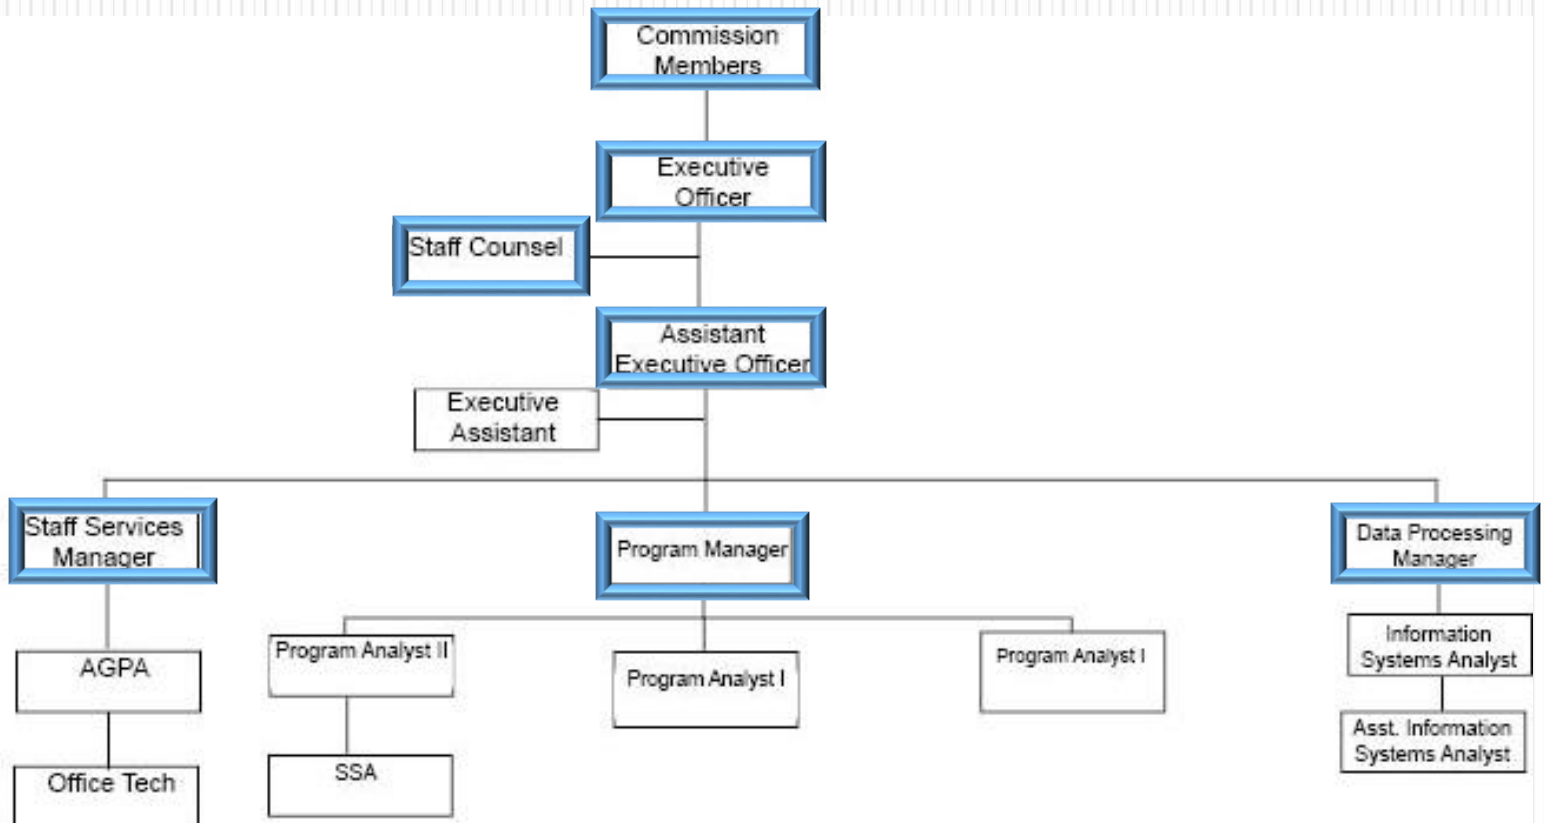 Commission
Members
Executive
Officer
Staff Counsel
Assistant
Executive Officer
Executive
Assistant
Staff Services
Manager
Program Manager
Data Processing
Manager
AGPA
Program Analyst II
Program Analyst I
Program Analyst I
Information
Systems Analyst
Office Tech
SSA
Asst. Information
Systems Analyst